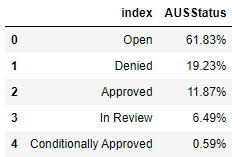 index AUSStatus
0 Open 61.83%
1 Denied 19.23%
2 Approved 11.87%
3 In Review 6.49%
4 Conditionally Approved 0.59%